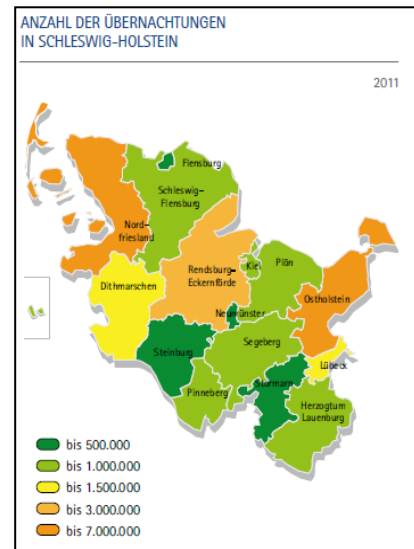 ANZAHL DER ÜBERNACHTUNGEN
IN SCHLESWIG-HOLSTEIN
2011
Flensburg
Schleswig-
Flensburg
Nord-
friesland
Rendsburg-
Eckernförde
Kiel
Plön
Dithmarschen
Ostholstein
Neumünster
Steinburg
Segeberg
Lübeck
Pinneberg
Stormarn
Herzogtum
Lauenburg
bis 500.000
bis 1.000.000
bis 1.500.000
bis 3.000.000
bis 7.000.000